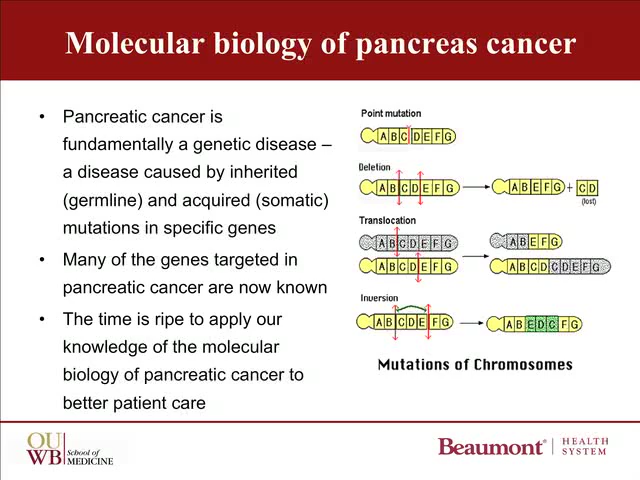 Molecular biology of pancreas cancer
• Pancreatic cancer is
fundamentally a genetic disease –
a disease caused by inherited
(germline) and acquired (somatic)
mutations in specific genes
• Many of the genes targeted in
pancreatic cancer are now known
• The time is ripe to apply our
knowledge of the molecular
biology of pancreatic cancer to
better patient care
Point mutation
A B C D E F G
Deletion
A B C D E F G
A B E F G + C D
(lost)
Translocation
A B C D E F G
A B E F G
A B C D E F G
A B C D C D E F G
Inversion
A B C D E F G
A B E D C F G
Mutations of Chromosomes
OU
WB
School of
MEDICINE
Beaumont®
HEALTH
SYSTEM